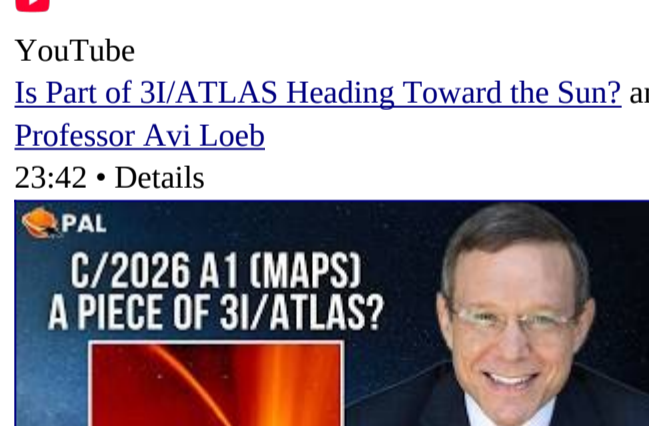 YouTube
Is Part of 3I/ATLAS Heading Toward the Sun?
Professor Avi Loeb
23:42 • Details
PAL
C/2026 A1 (MAPS)
A PIECE OF 3I/ATLAS?